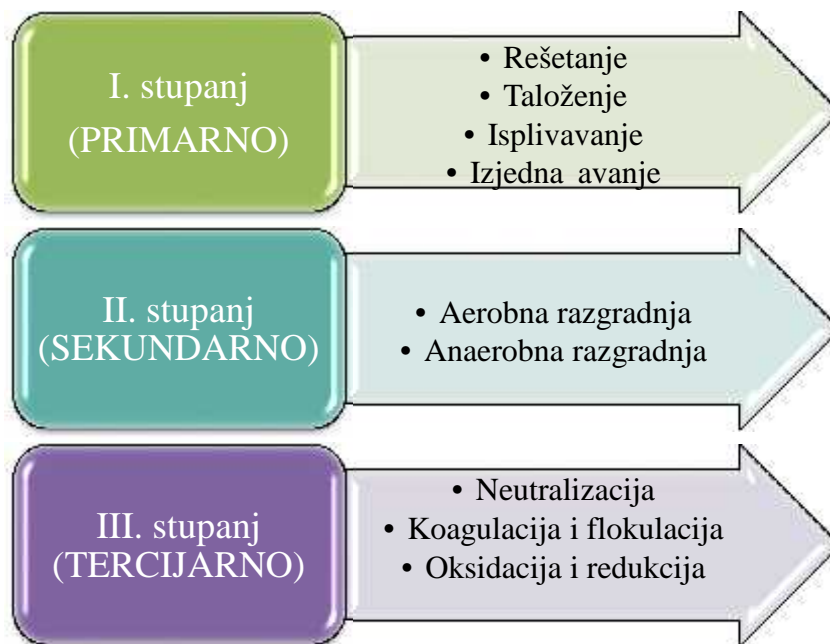 I. stupanj
(PRIMARNO)
• Rešetanje
• Taloženje
• Isplivavanje
• Izjedna avanje
II. stupanj
(SEKUNDARNO)
• Aerobna razgradnja
• Anaerobna razgradnja
III. stupanj
(TERCIJARNO)
• Neutralizacija
• Koagulacija i flokulacija
• Oksidacija i redukcija